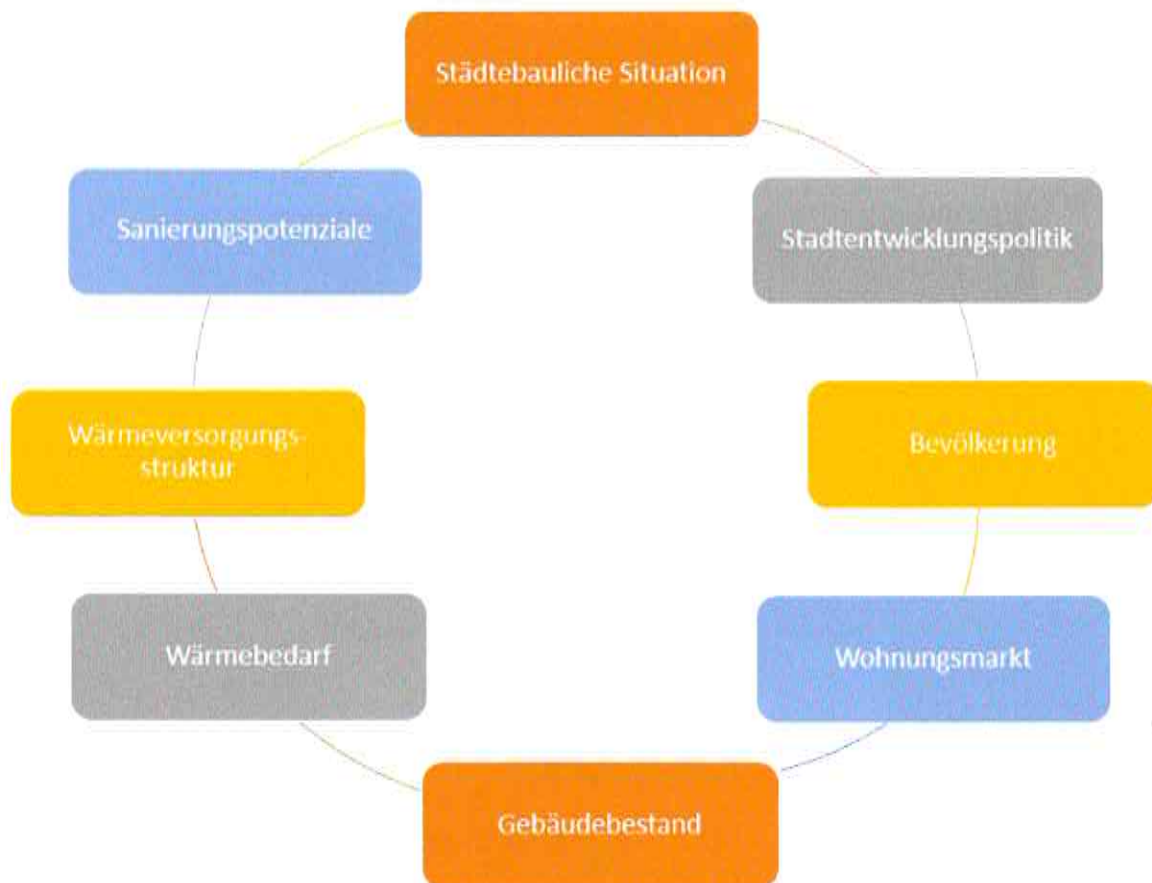 Städtebauliche Situation
Stadtentwicklungspolitik
Bevölkerung
Wohnungsmarkt
Gebäudebestand
Wärmebedarf
Wärmeversorgungs-
struktur
Sanierungspotenziale